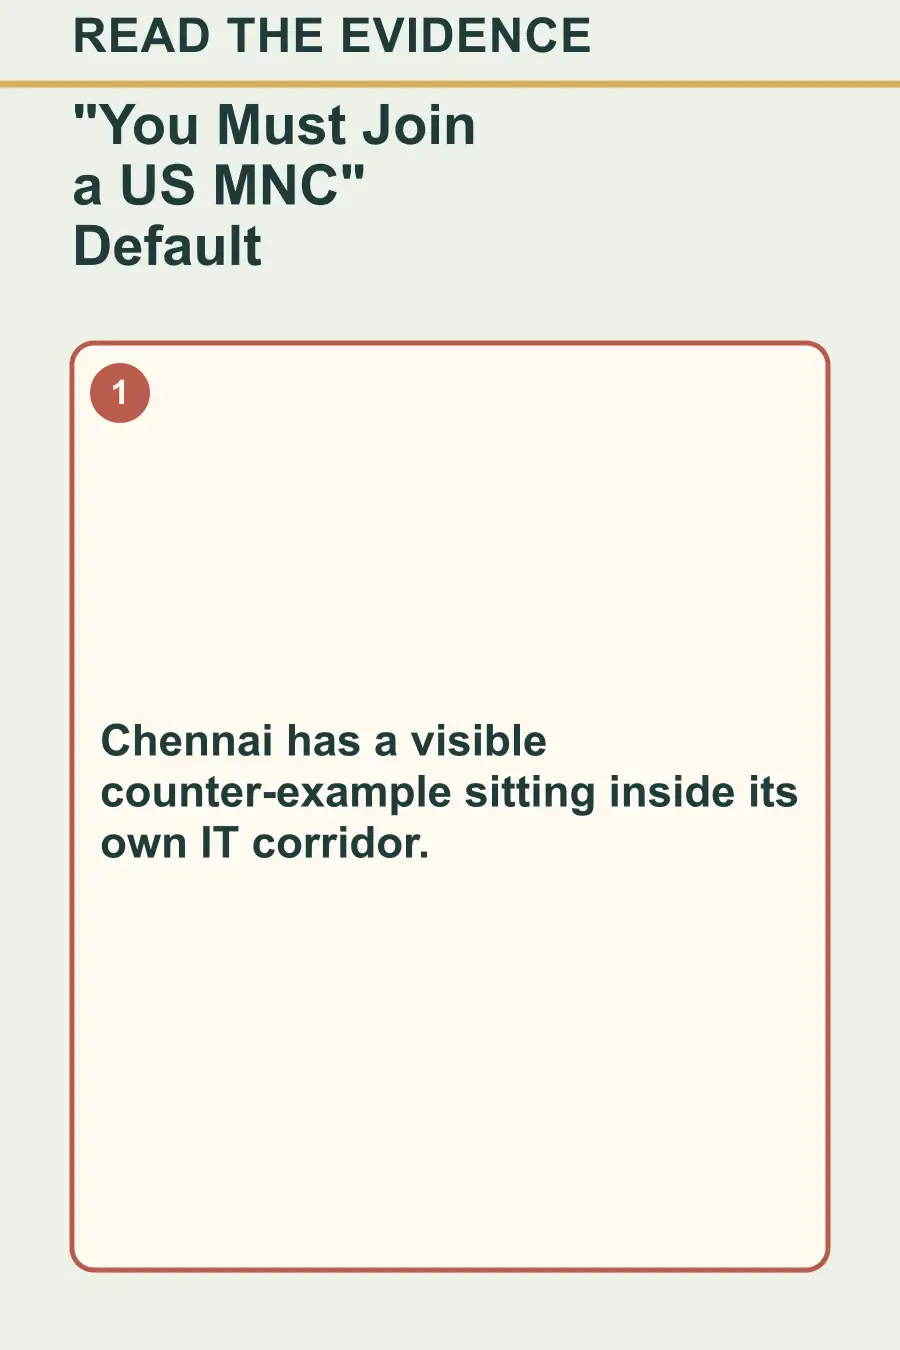 READ THE EVIDENCE
"You Must Join
a US MNC"
Default
1
Chennai has a visible
counter-example sitting inside its
own IT corridor.